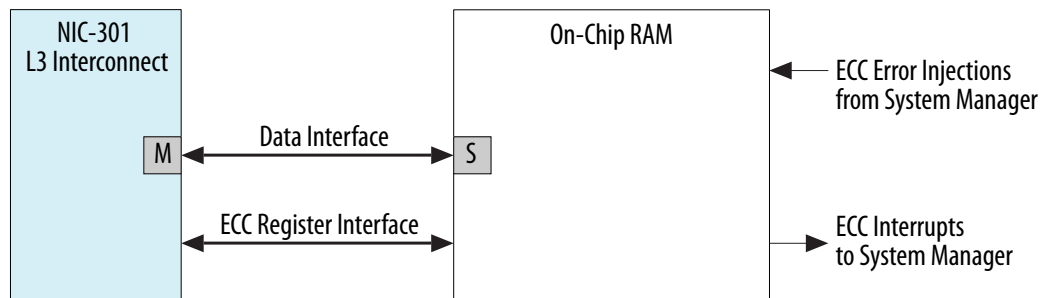 NIC-301
L3 Interconnect
On-Chip RAM
ECC Error Injections
from System Manager
M
Data Interface
S
ECC Register Interface
ECC Interrupts
to System Manager